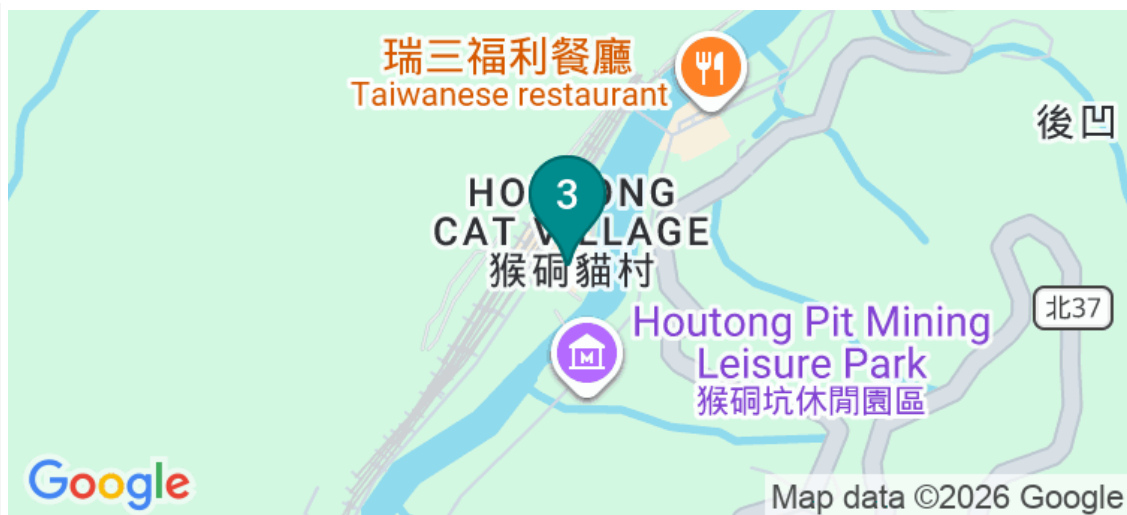 瑞三福利餐廳
Taiwanese restaurant
後凹
3
HOUTONG
CAT VILLAGE
猴硐貓村
北37
Houtong Pit Mining
Leisure Park
猴硐坑休閒園區
Google
Map data ©2026 Google